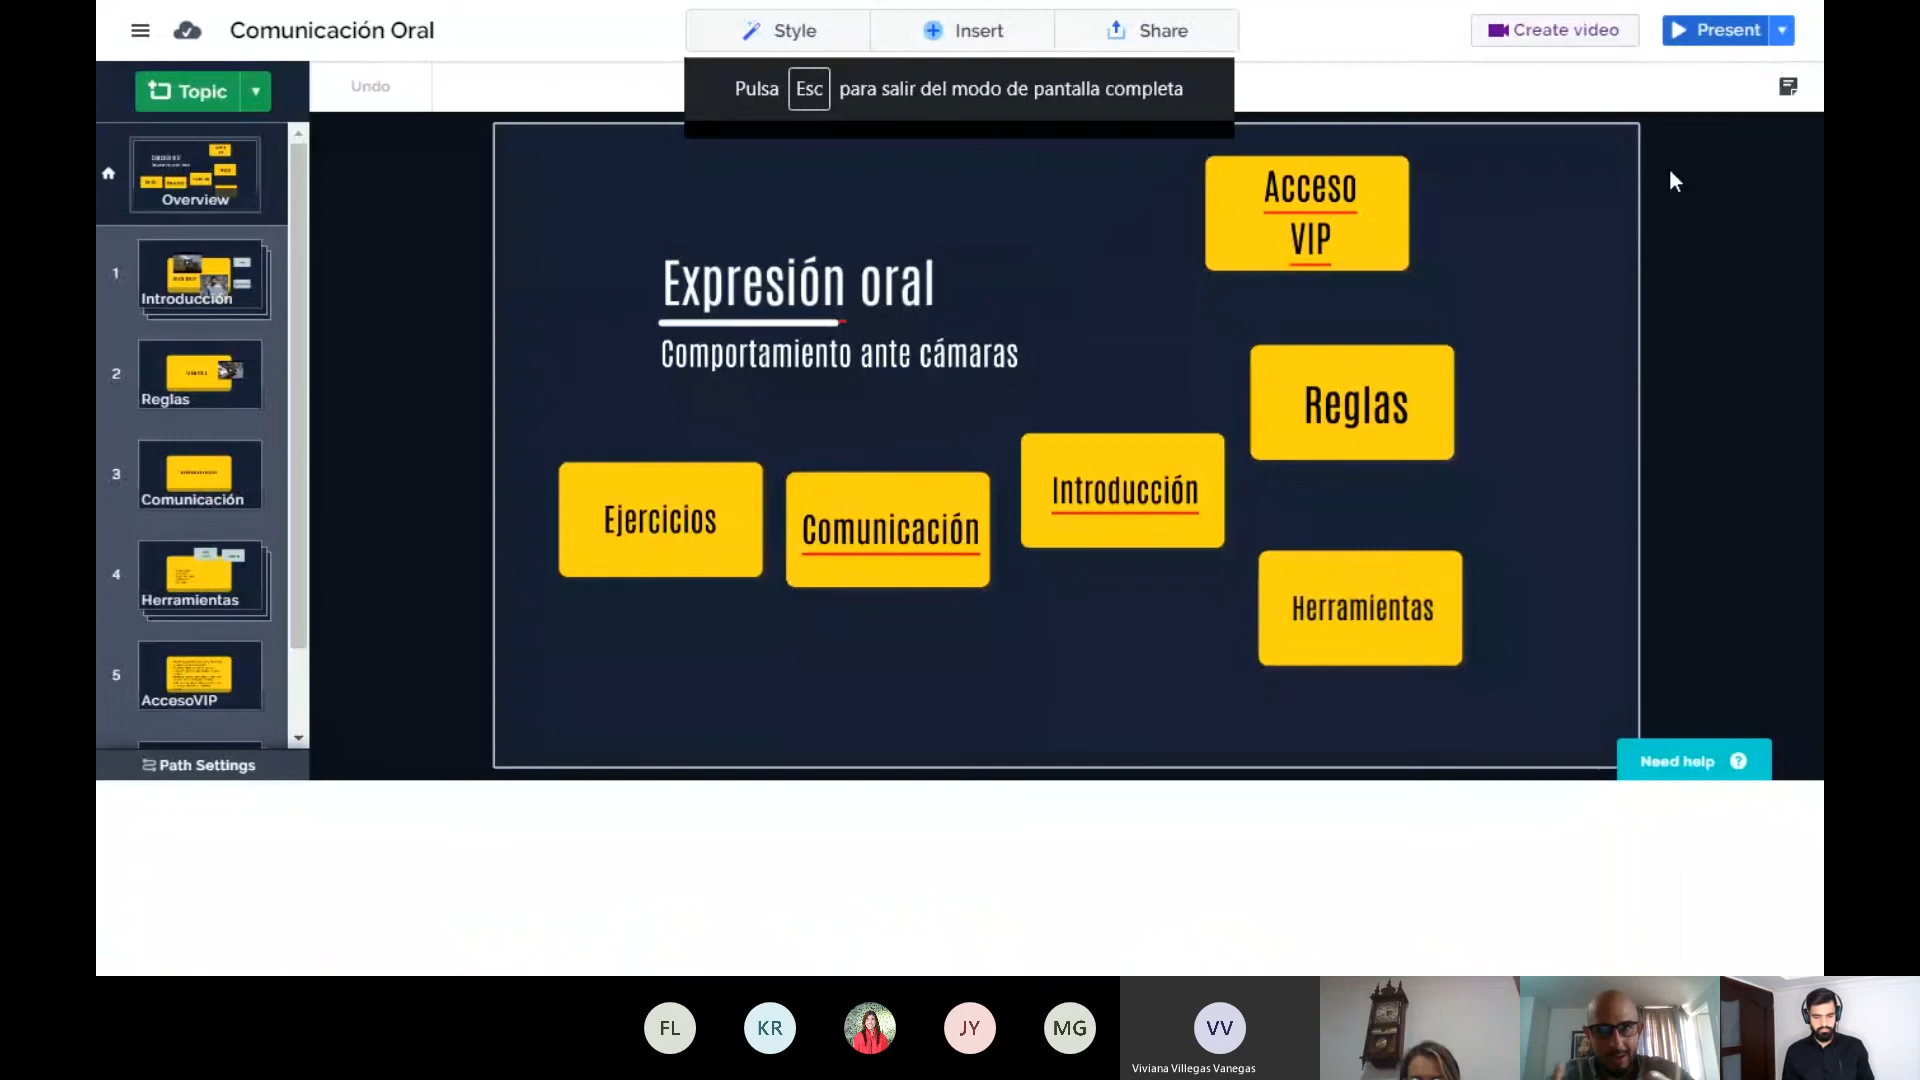 Comunicación Oral
Style
Insert
Share
Create video
Present
Topic
Undo
Pulsa Esc para salir del modo de pantalla completa
Overview
1
Introducción
2
Reglas
3
Comunicación
4
Herramientas
5
AccesoVIP
Path Settings
Acceso
VIP
Expresión oral
Comportamiento ante cámaras
Reglas
Introducción
Ejercicios
Comunicación
Herramientas
Need help ?
FL
KR
JY
MG
VV
Viviana Villegas Vanegas